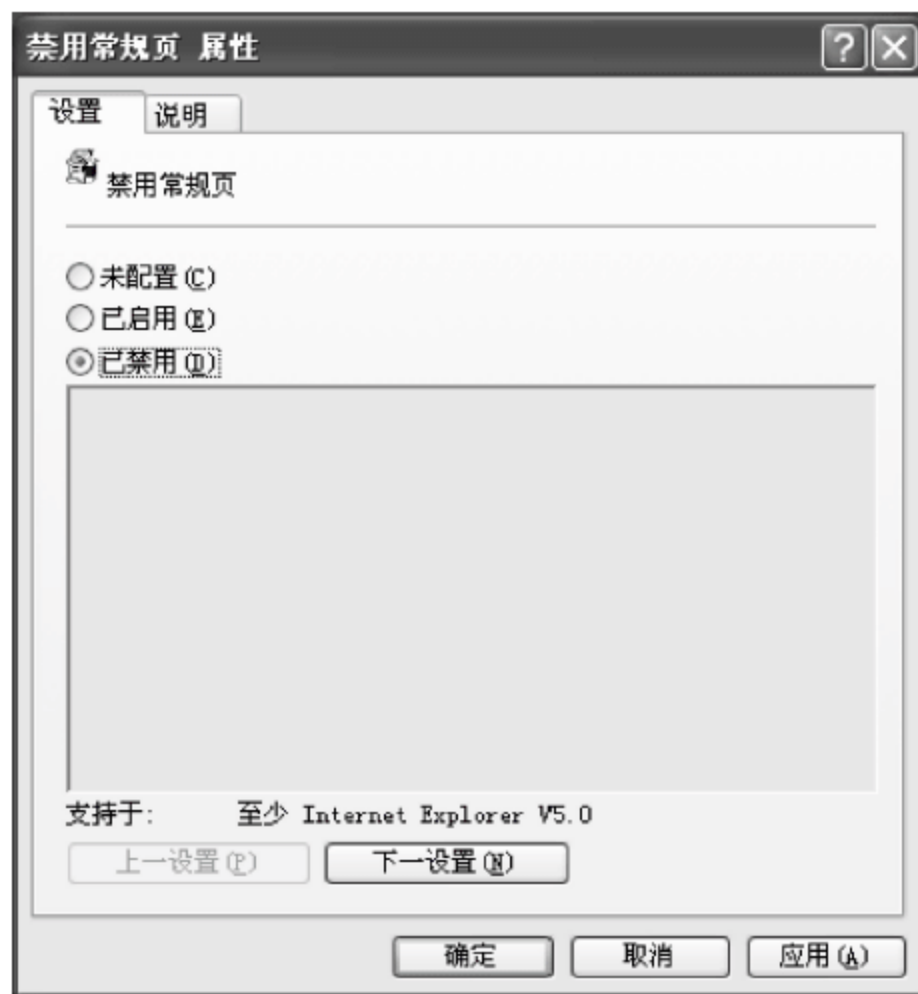 禁用常规页 属性
设置 说明
禁用常规页
未配置(C)
已启用(E)
已禁用(D)
支持于: 至少 Internet Explorer V5.0
上一设置(P) 下一设置(N)
确定 取消 应用(A)